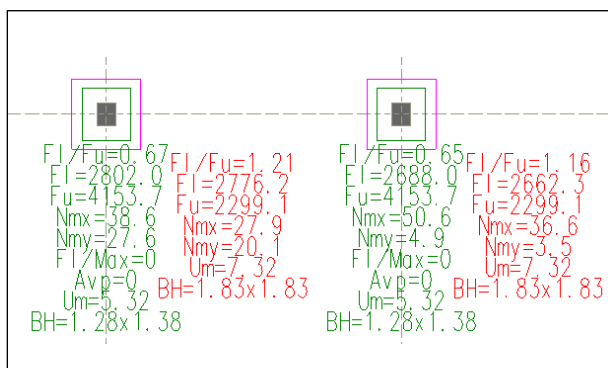 Fl/Fu=0.67
Fl=2802.0
Fu=4153.7
Nmx=38.6
Nmy=27.6
Fl/Max=0
Avp=0
Um=5.32
BH=1.28x1.38
Fl/Fu=1.21
Fl=2776.2
Fu=2299.1
Nmx=27.9
Nmy=20.1
Um=7.32
BH=1.83x1.83
Fl/Fu=0.65
Fl=2688.0
Fu=4153.7
Nmx=50.6
Nmy=4.9
Fl/Max=0
Avp=0
Um=5.32
BH=1.28x1.38
Fl/Fu=1.16
Fl=2662.3
Fu=2299.1
Nmx=36.6
Nmy=3.5
Um=7.32
BH=1.83x1.83